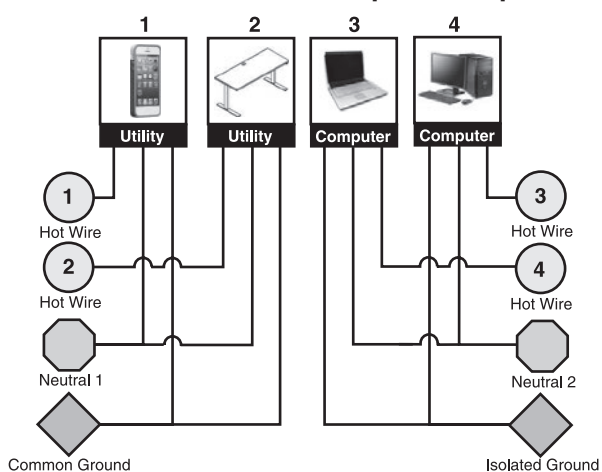 1 2 3 4
Utility Utility Computer Computer
1 3
Hot Wire Hot Wire
2 4
Hot Wire Hot Wire
Neutral 1 Neutral 2
Common Ground Isolated Ground